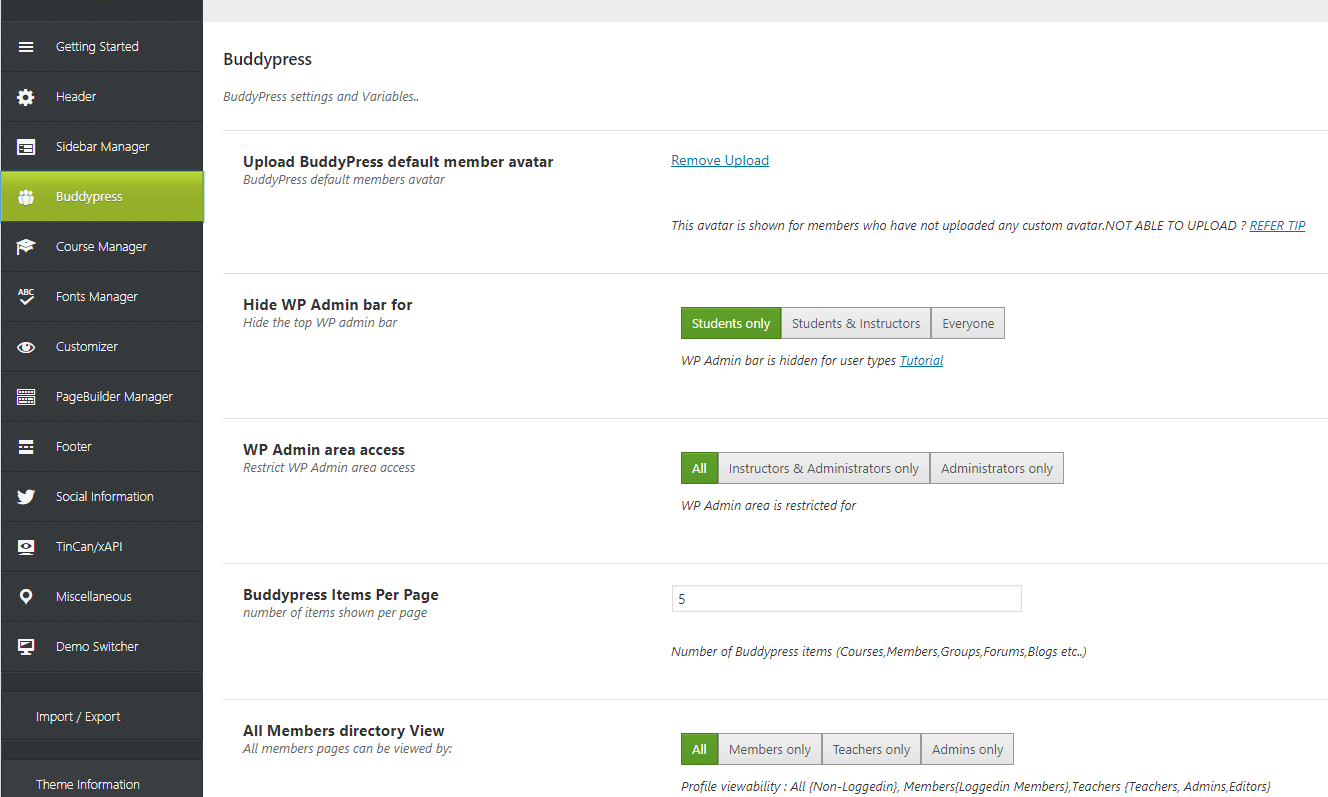 Getting Started
Header
Sidebar Manager
Buddypress
Course Manager
ABC
Fonts Manager
Customizer
PageBuilder Manager
Footer
Social Information
TinCan/xAPI
Miscellaneous
Demo Switcher
Import / Export
Theme Information
Buddypress
BuddyPress settings and Variables..
Upload BuddyPress default member avatar
BuddyPress default members avatar
Remove Upload
This avatar is shown for members who have not uploaded any custom avatar.NOT ABLE TO UPLOAD ? REFER TIP
Hide WP Admin bar for
Hide the top WP admin bar
Students only Students & Instructors Everyone
WP Admin bar is hidden for user types Tutorial
WP Admin area access
Restrict WP Admin area access
All Instructors & Administrators only Administrators only
WP Admin area is restricted for
Buddypress Items Per Page
number of items shown per page
5
Number of Buddypress items (Courses,Members,Groups,Forums,Blogs etc..)
All Members directory View
All members pages can be viewed by:
All Members only Teachers only Admins only
Profile viewability : All {Non-Loggedin}, Members{Loggedin Members},Teachers {Teachers, Admins,Editors}